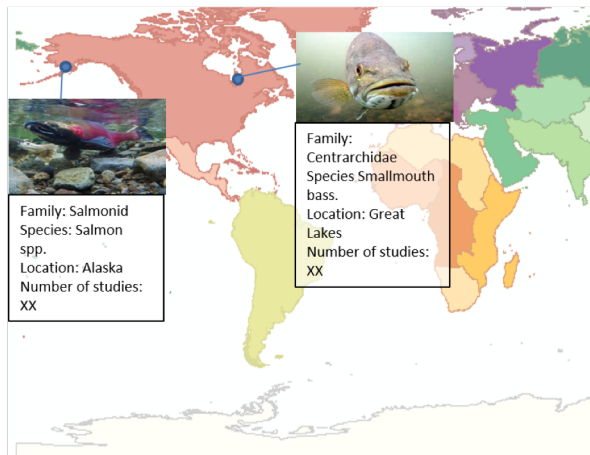 Family: Salmonid
Species: Salmon
spp.
Location: Alaska
Number of studies:
XX
Family:
Centrarchidae
Species Smallmouth
bass.
Location: Great
Lakes
Number of studies:
XX